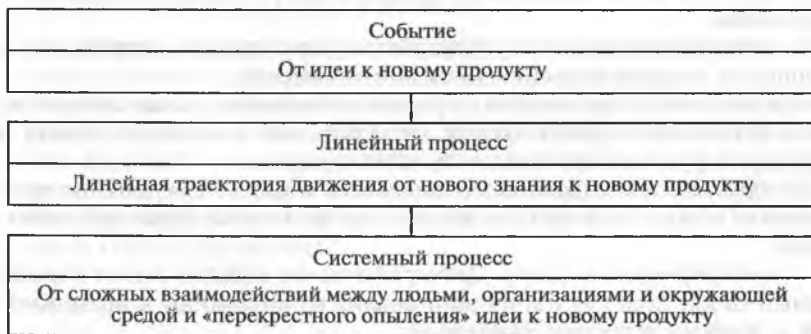 Событие
От идеи к новому продукту
Линейный процесс
Линейная траектория движения от нового знания к новому продукту
Системный процесс
От сложных взаимодействий между людьми, организациями и окружающей
средой и «перекрестного опыления» идеи к новому продукту